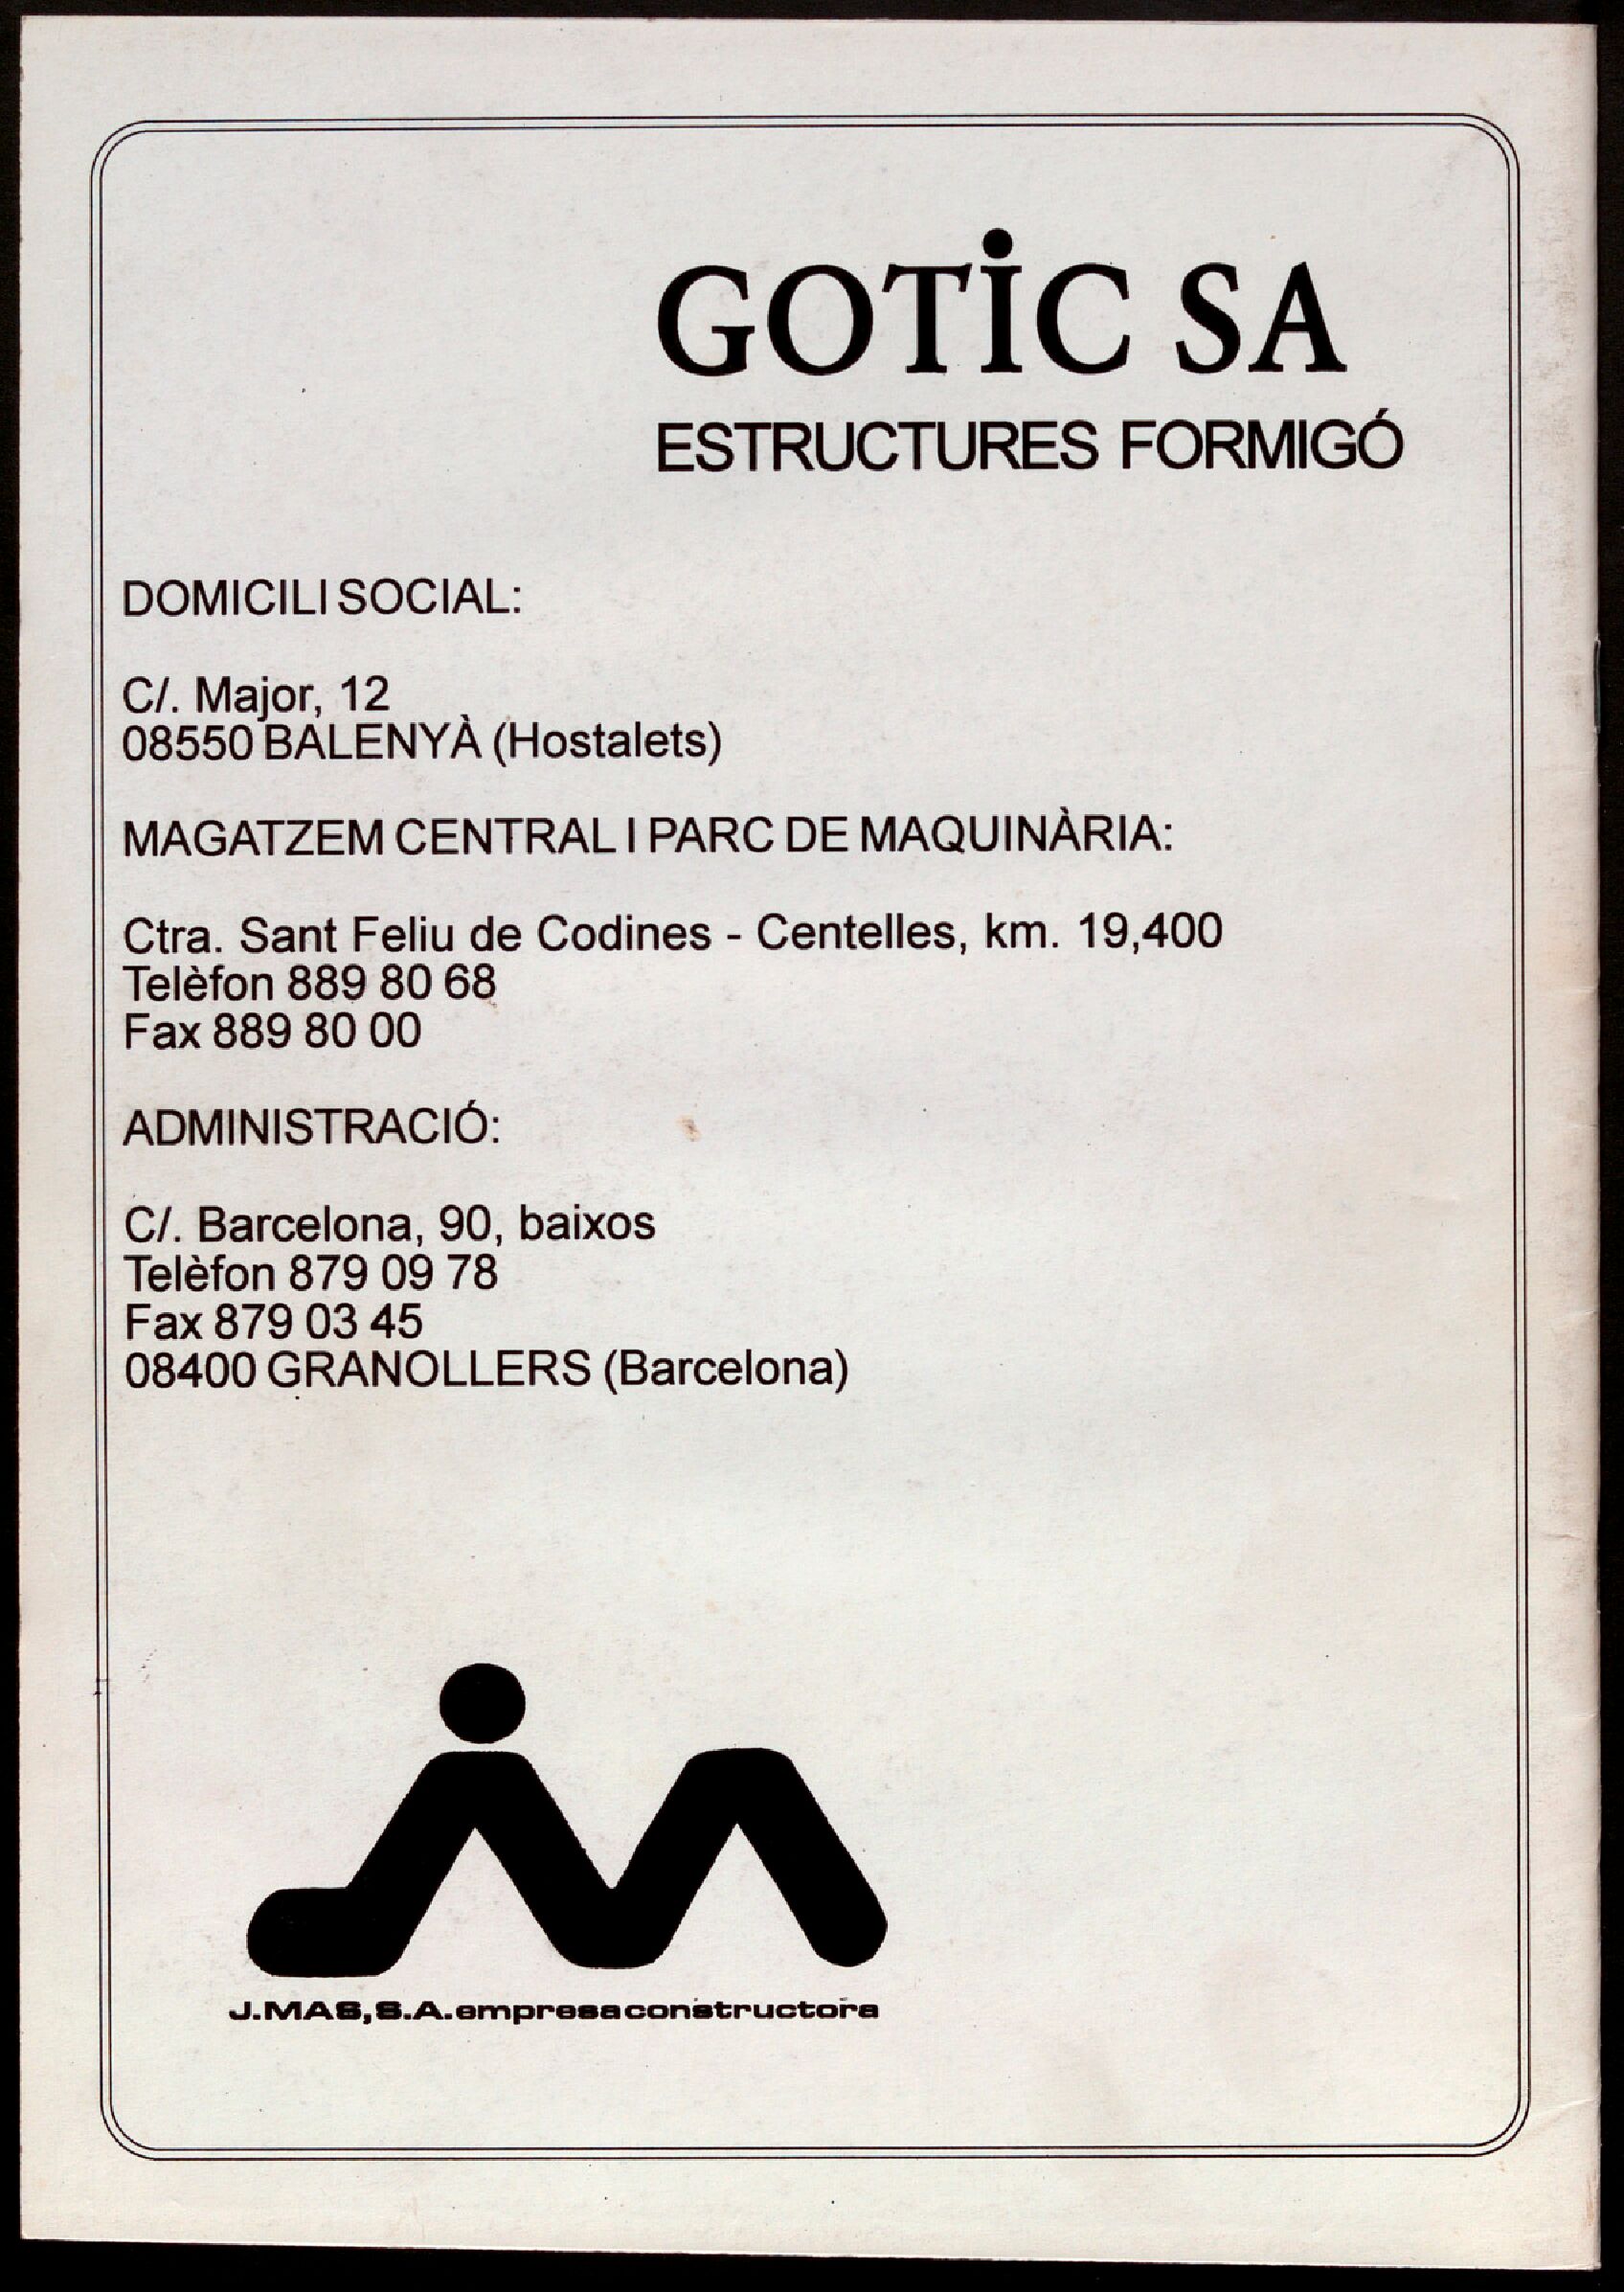 GOTİC SA
ESTRUCTURES FORMIGÓ
DOMICILI SOCIAL:
C/. Major, 12
08550 BALENYÀ (Hostalets)
MAGATZEM CENTRAL I PARC DE MAQUINÀRIA:
Ctra. Sant Feliu de Codines - Centelles, km. 19,400
Telèfon 889 80 68
Fax 889 80 00
ADMINISTRACIÓ:
C/. Barcelona, 90, baixos
Telèfon 879 09 78
Fax 879 03 45
08400 GRANOLLERS (Barcelona)
J.MAS,S.A.empresa constructora